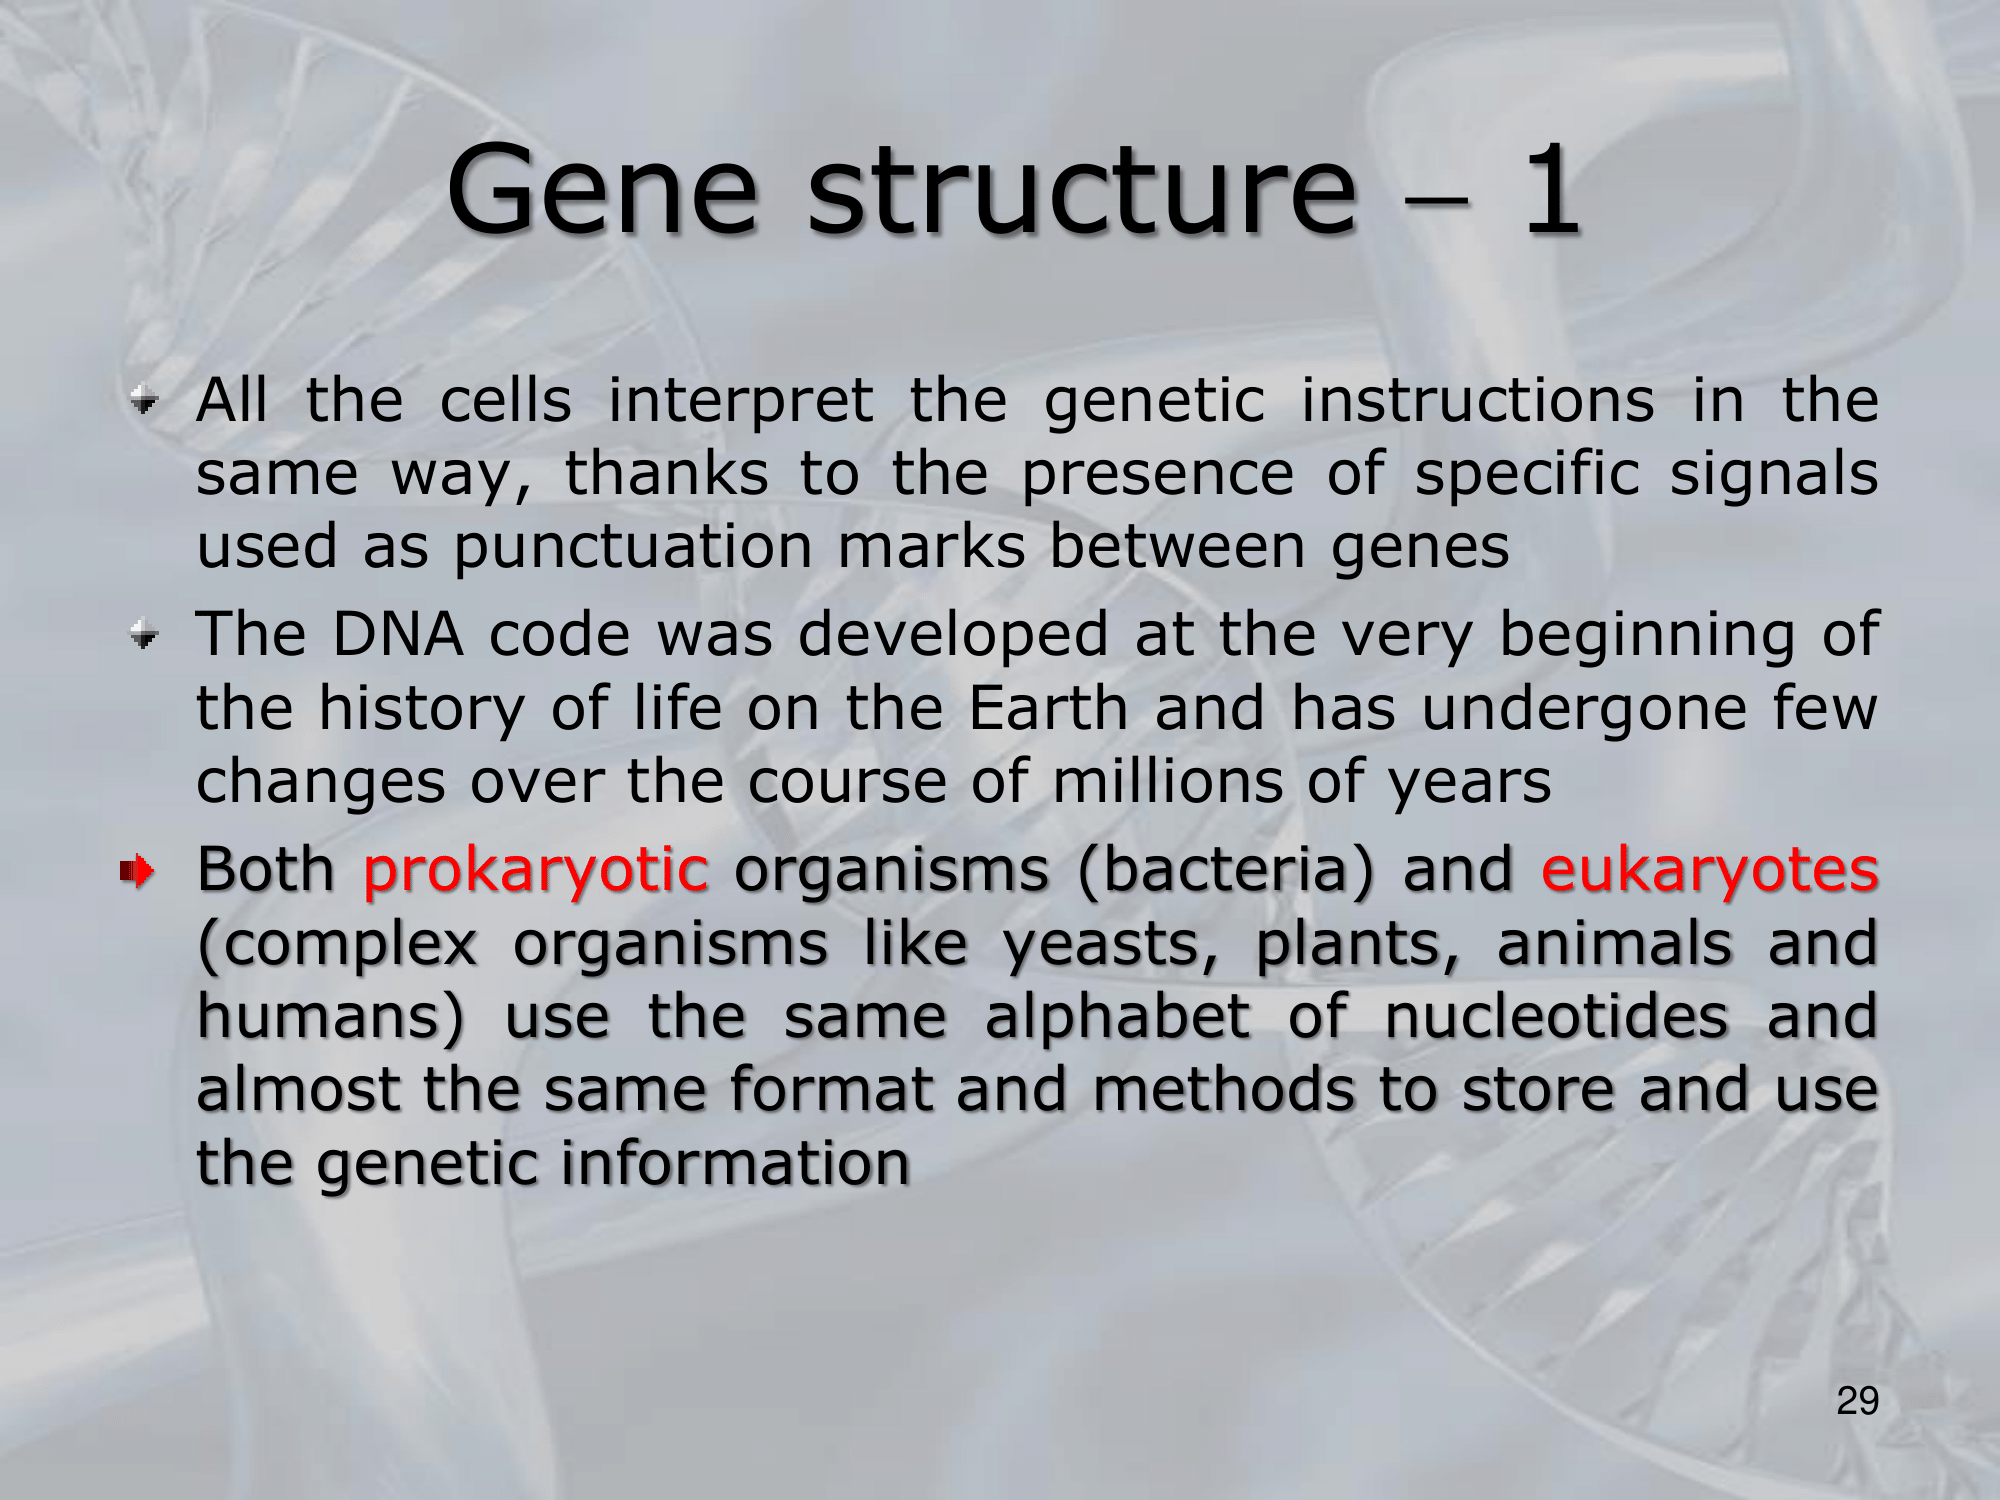 Gene structure – 1
All the cells interpret the genetic instructions in the
same way, thanks to the presence of specific signals
used as punctuation marks between genes
The DNA code was developed at the very beginning of
the history of life on the Earth and has undergone few
changes over the course of millions of years
Both prokaryotic organisms (bacteria) and eukaryotes
(complex organisms like yeasts, plants, animals and
humans) use the same alphabet of nucleotides and
almost the same format and methods to store and use
the genetic information
29